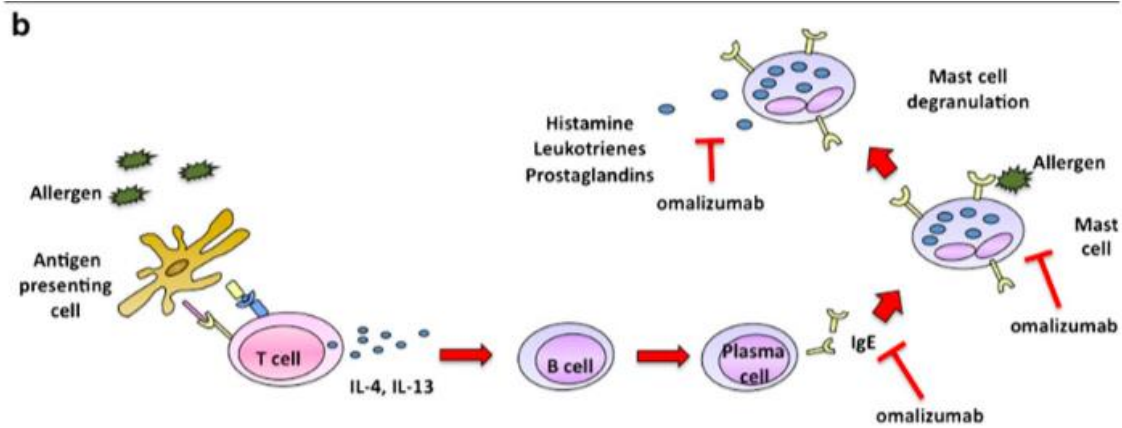 b
Allergen
Antigen
presenting
cell
T cell
IL-4, IL-13
B cell
Plasma
cell
IgE
omalizumab
Mast
cell
omalizumab
Allergen
Mast cell
degranulation
Histamine
Leukotrienes
Prostaglandins
omalizumab